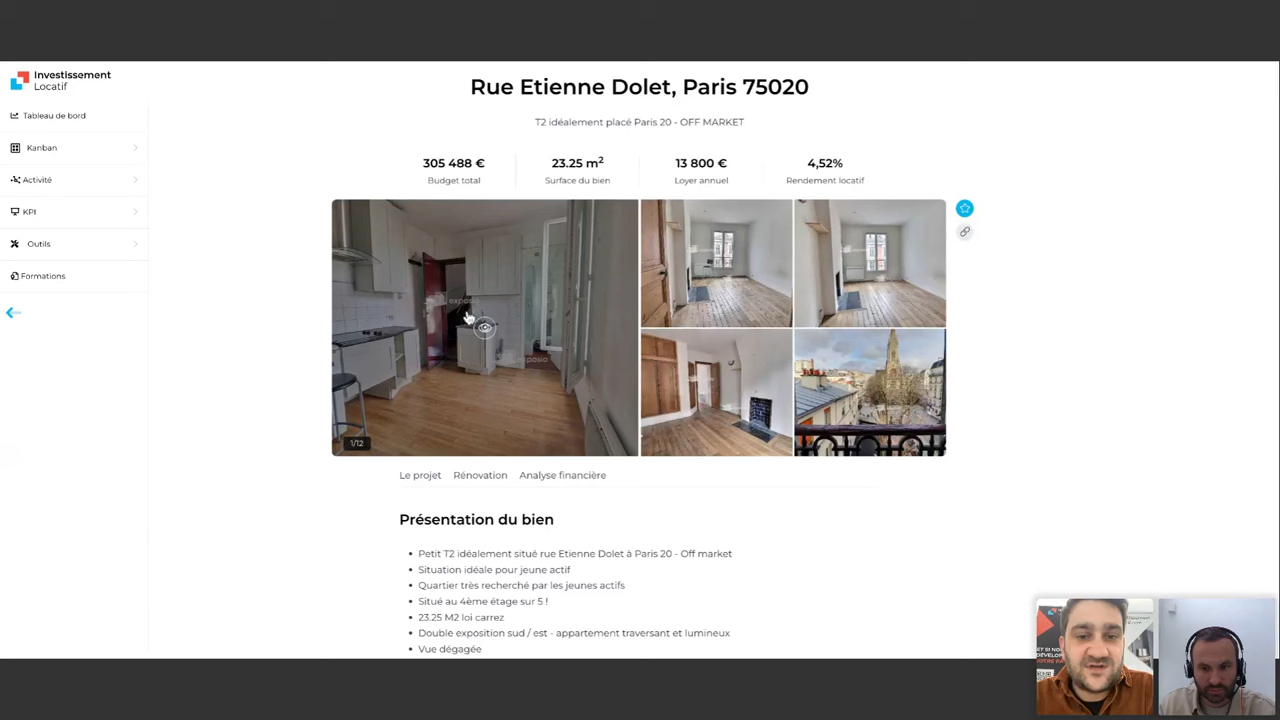 Investissement
Locatif
Tableau de bord
Kanban
Activité
KPI
Outils
Formations
Rue Etienne Dolet, Paris 75020
T2 idéalement placé Paris 20 - OFF MARKET
305 488 €
Budget total
23.25 m²
Surface du bien
13 800 €
Loyer annuel
4,52%
Rendement locatif
exposia
1/12
Le projet
Rénovation
Analyse financière
Présentation du bien
• Petit T2 idéalement situé rue Etienne Dolet à Paris 20 - Off market
• Situation idéale pour jeune actif
• Quartier très recherché par les jeunes actifs
• Situé au 4ème étage sur 5 !
• 23.25 M2 loi carrez
• Double exposition sud / est - appartement traversant et lumineux
• Vue dégagée